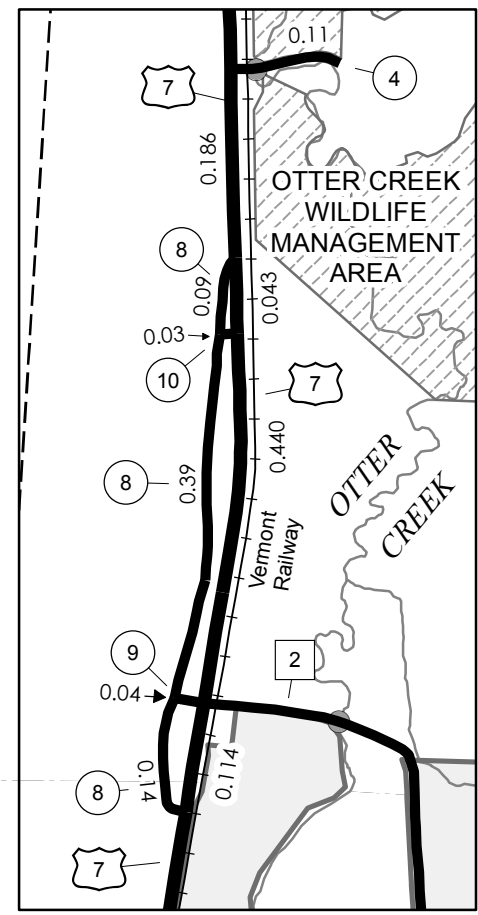 0.11
7
4
0.186
OTTER CREEK
WILDLIFE
MANAGEMENT
AREA
8
0.09
0.043
0.03
10
7
8
0.39
0.440
OTTER
CREEK
Vermont
Railway
9
2
0.04
0.114
0.14
8
7